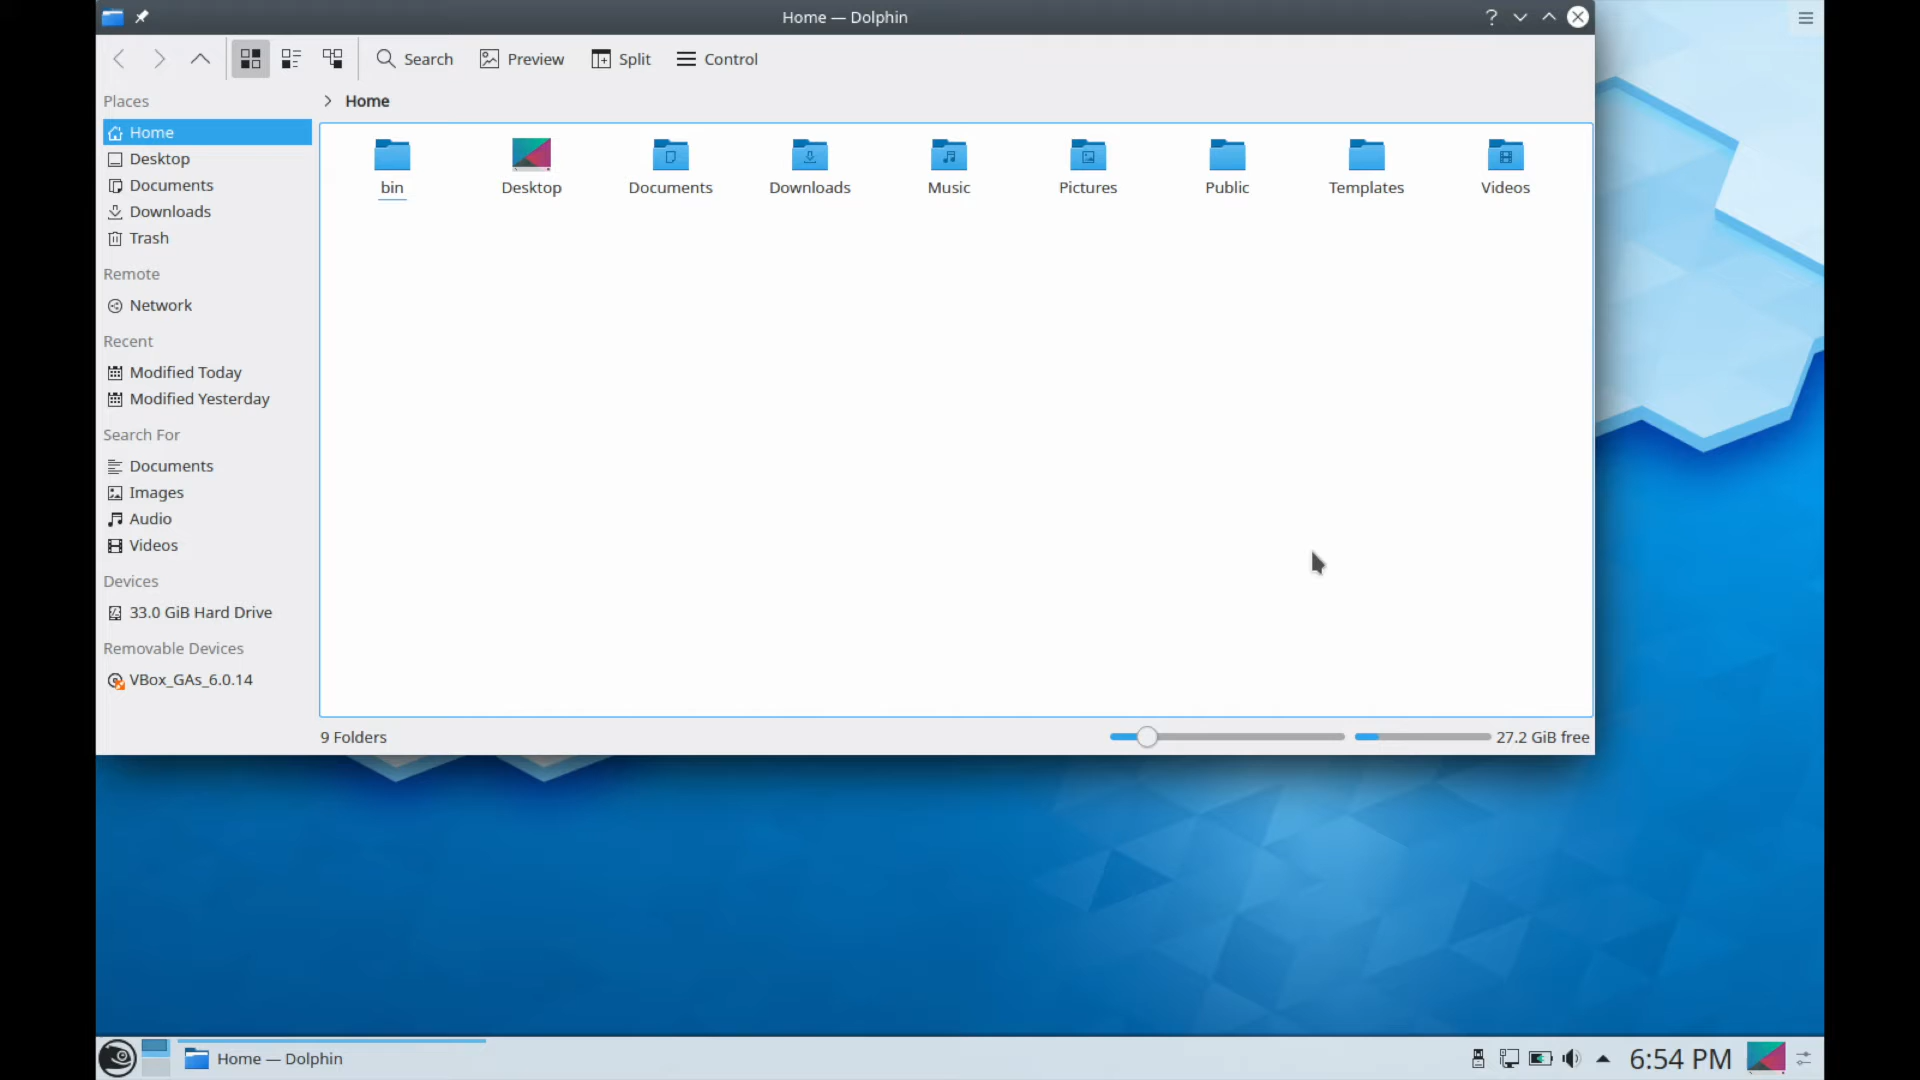 Home — Dolphin
?
Search Preview Split Control
Places
Home
Home
Desktop
Documents
Downloads
Trash
Remote
Network
Recent
Modified Today
Modified Yesterday
Search For
Documents
Images
Audio
Videos
Devices
33.0 GiB Hard Drive
Removable Devices
VBox_GAs_6.0.14
bin Desktop Documents Downloads Music Pictures Public Templates Videos
9 Folders
27.2 GiB free
Home — Dolphin
6:54 PM